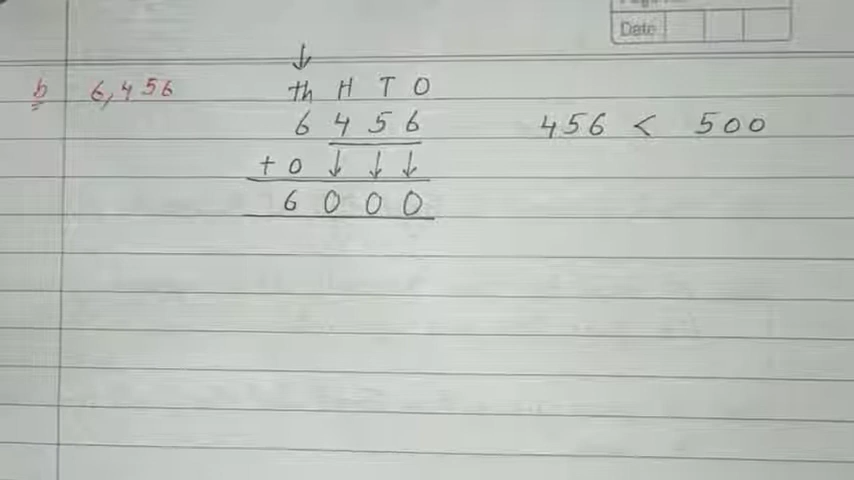 Date
↓
b 6,456 th H T O
6 4 5 6 456 < 500
+ 0 ↓ ↓ ↓
6 0 0 0